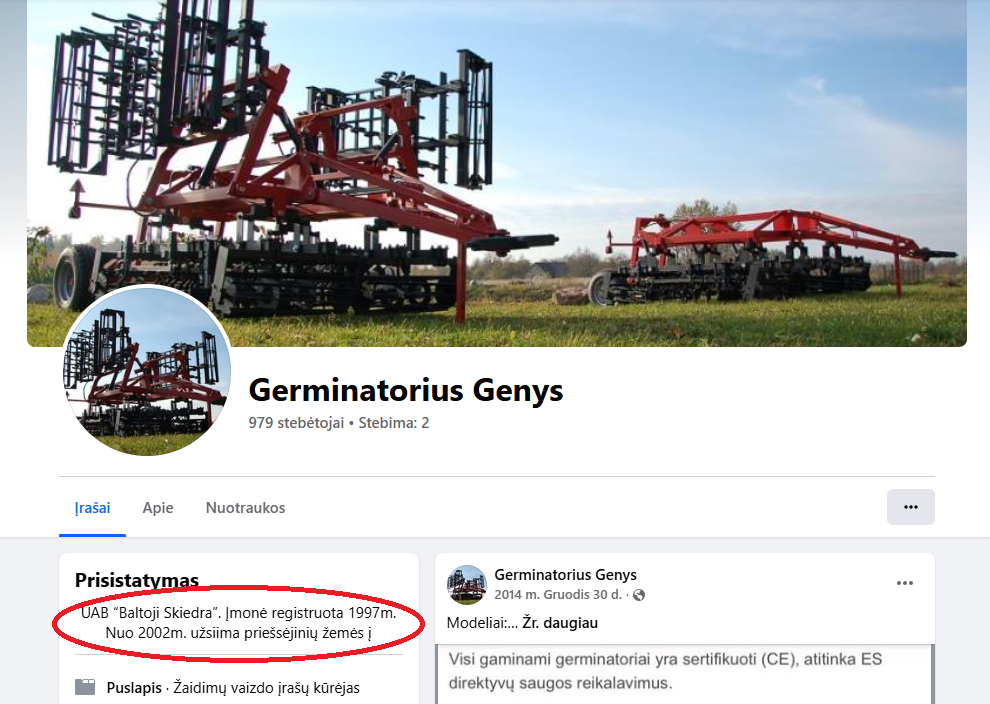 Germinatorius Genys
979 stebėtojai • Stebima: 2
Įrašai
Apie
Nuotraukos
Prisistatymas
UAB “Baltoji Skiedra”. Įmonė registruota 1997m.
Nuo 2002m. užsiima priešsėjinių žemės į
Puslapis · Žaidimų vaizdo įrašų kūrėjas
Germinatorius Genys
2014 m. Gruodis 30 d. ·
Modeliai:... Žr. daugiau
Visi gaminami germinatoriai yra sertifikuoti (CE), atitinka ES
direktyvų saugos reikalavimus.